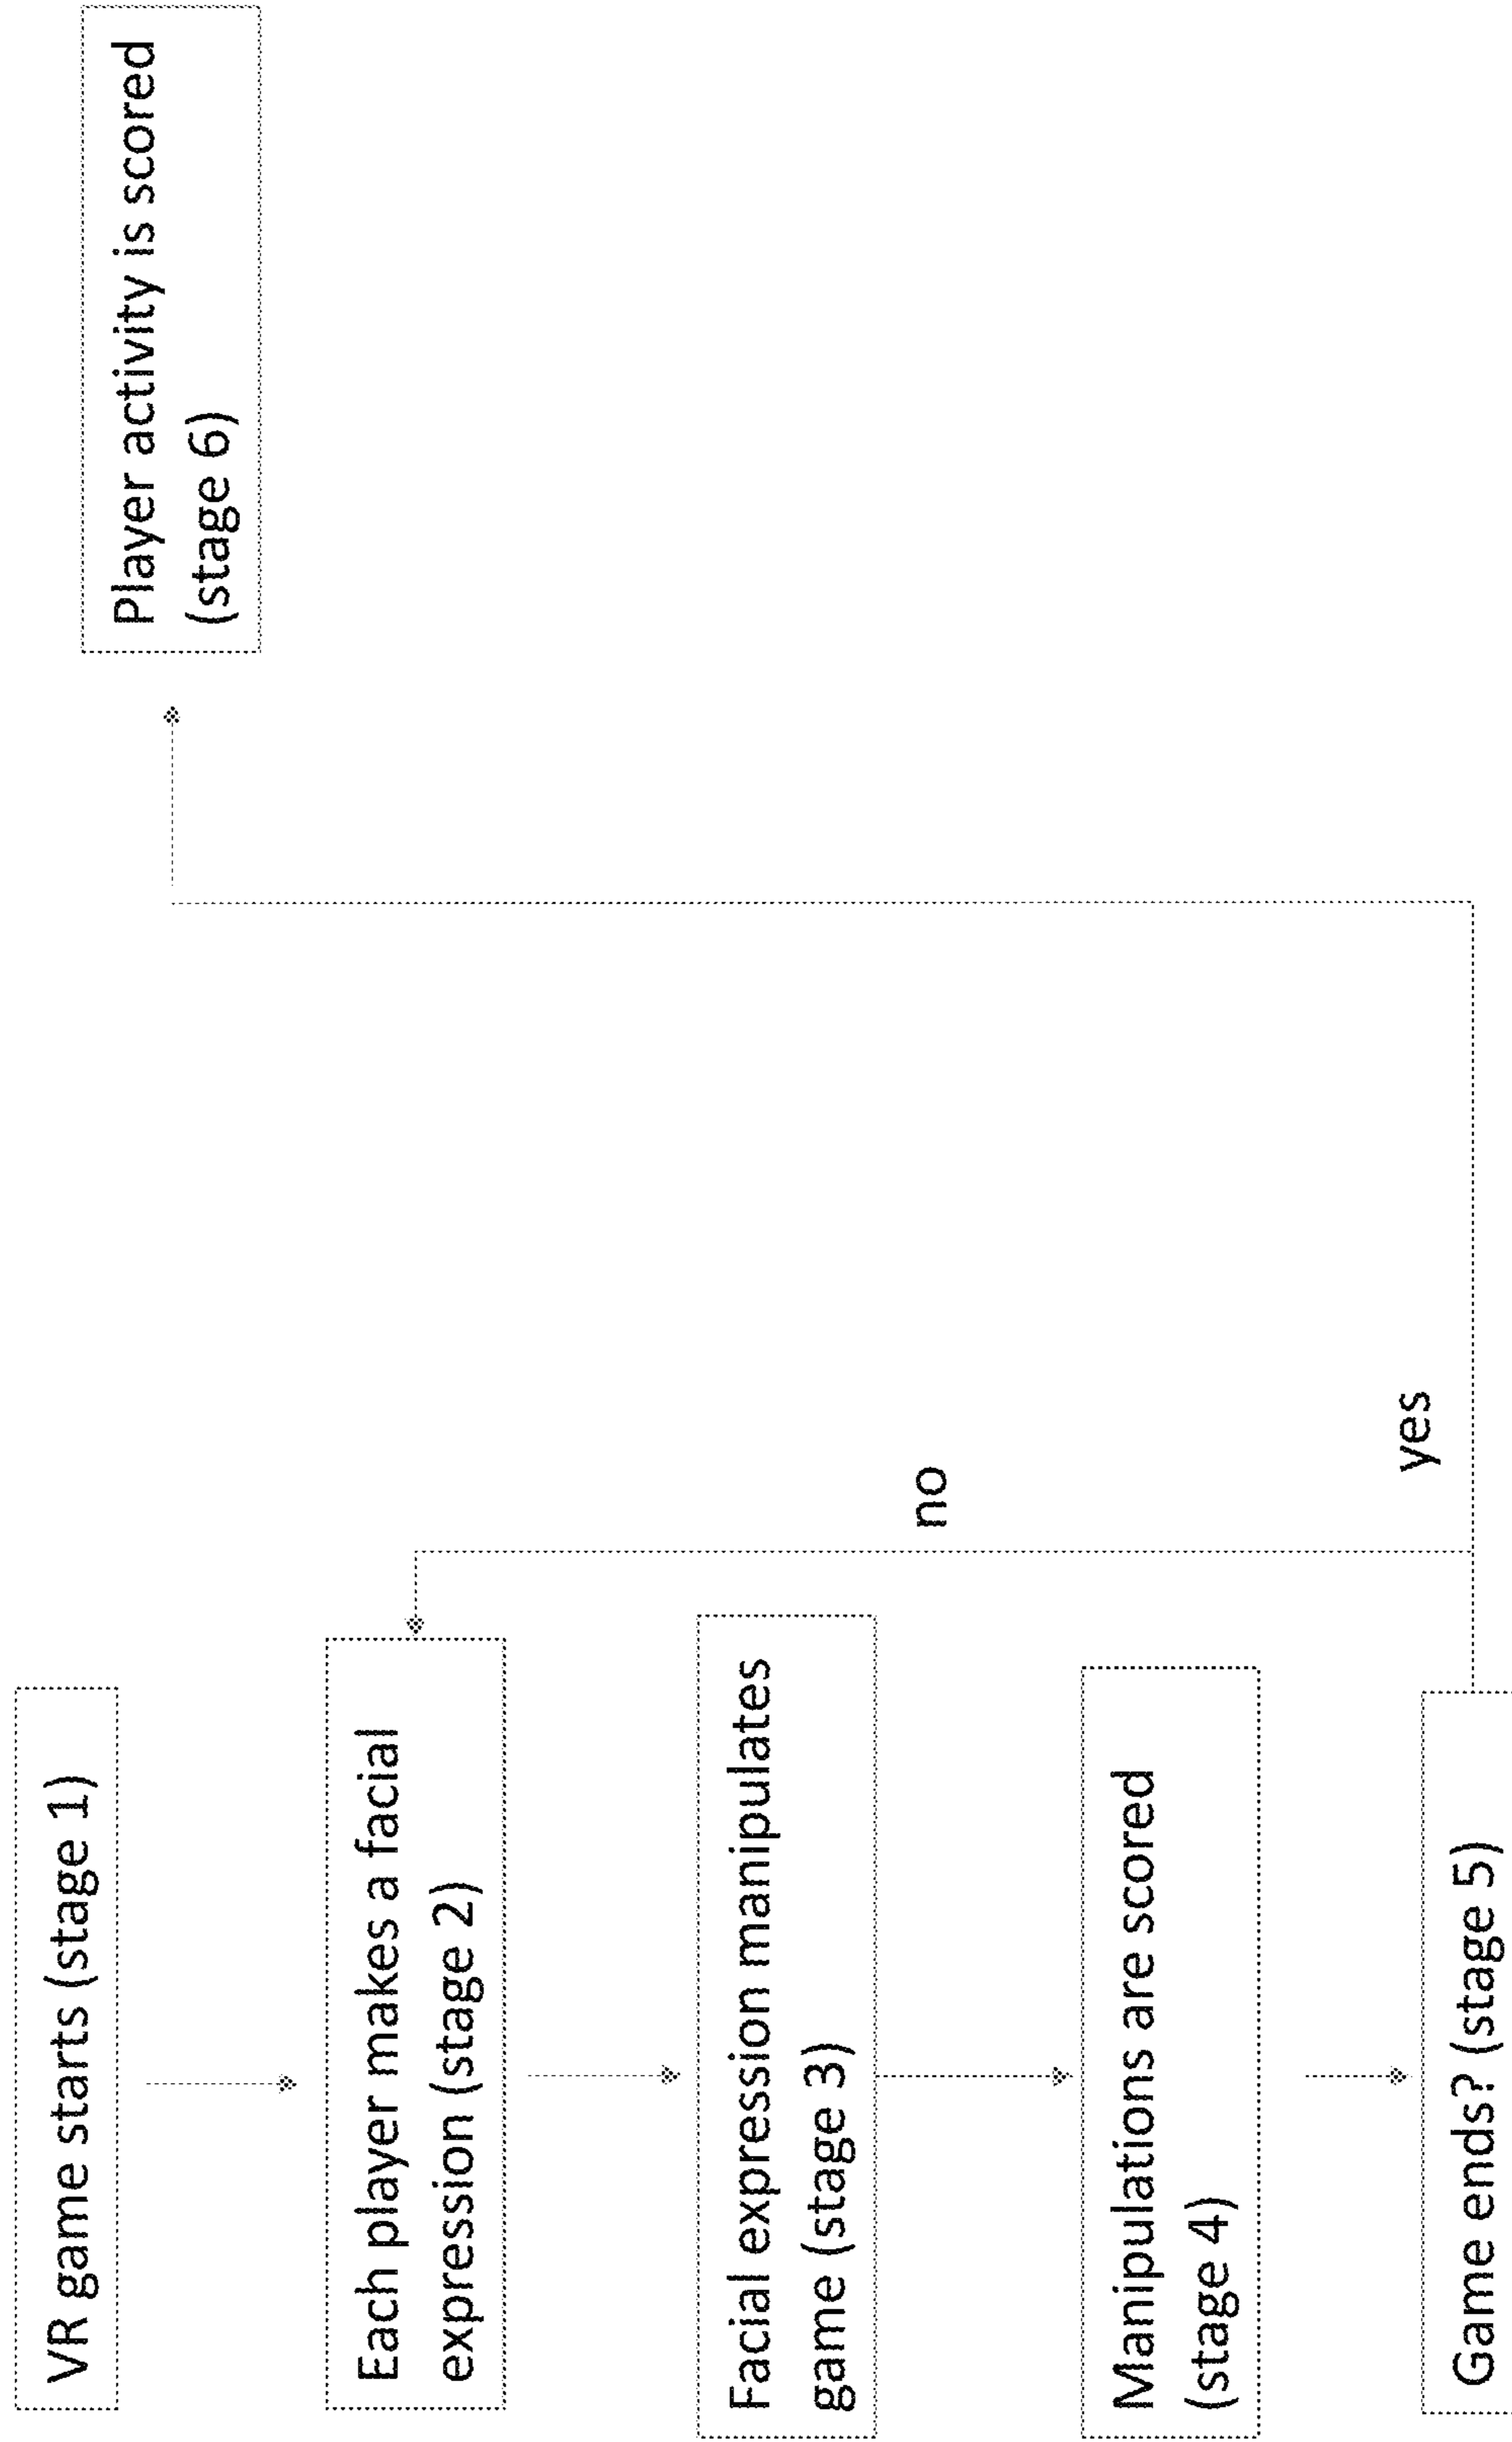 VR game starts (stage 1)
Each player makes a facial
expression (stage 2)
Facial expression manipulates
game (stage 3)
Manipulations are scored
(stage 4)
Game ends? (stage 5)
no
yes
Player activity is scored
(stage 6)